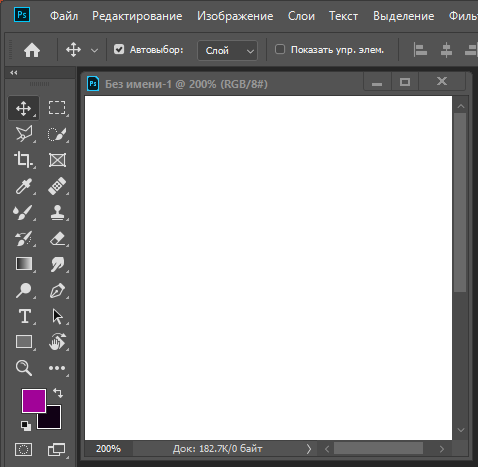 Ps Файл Редактирование Изображение Слои Текст Выделение Филь
Автовыбор: Слой Показать упр. элем.
Ps Без имени-1 @ 200% (RGB/8#)
T
200% Док: 182.7K/0 байт